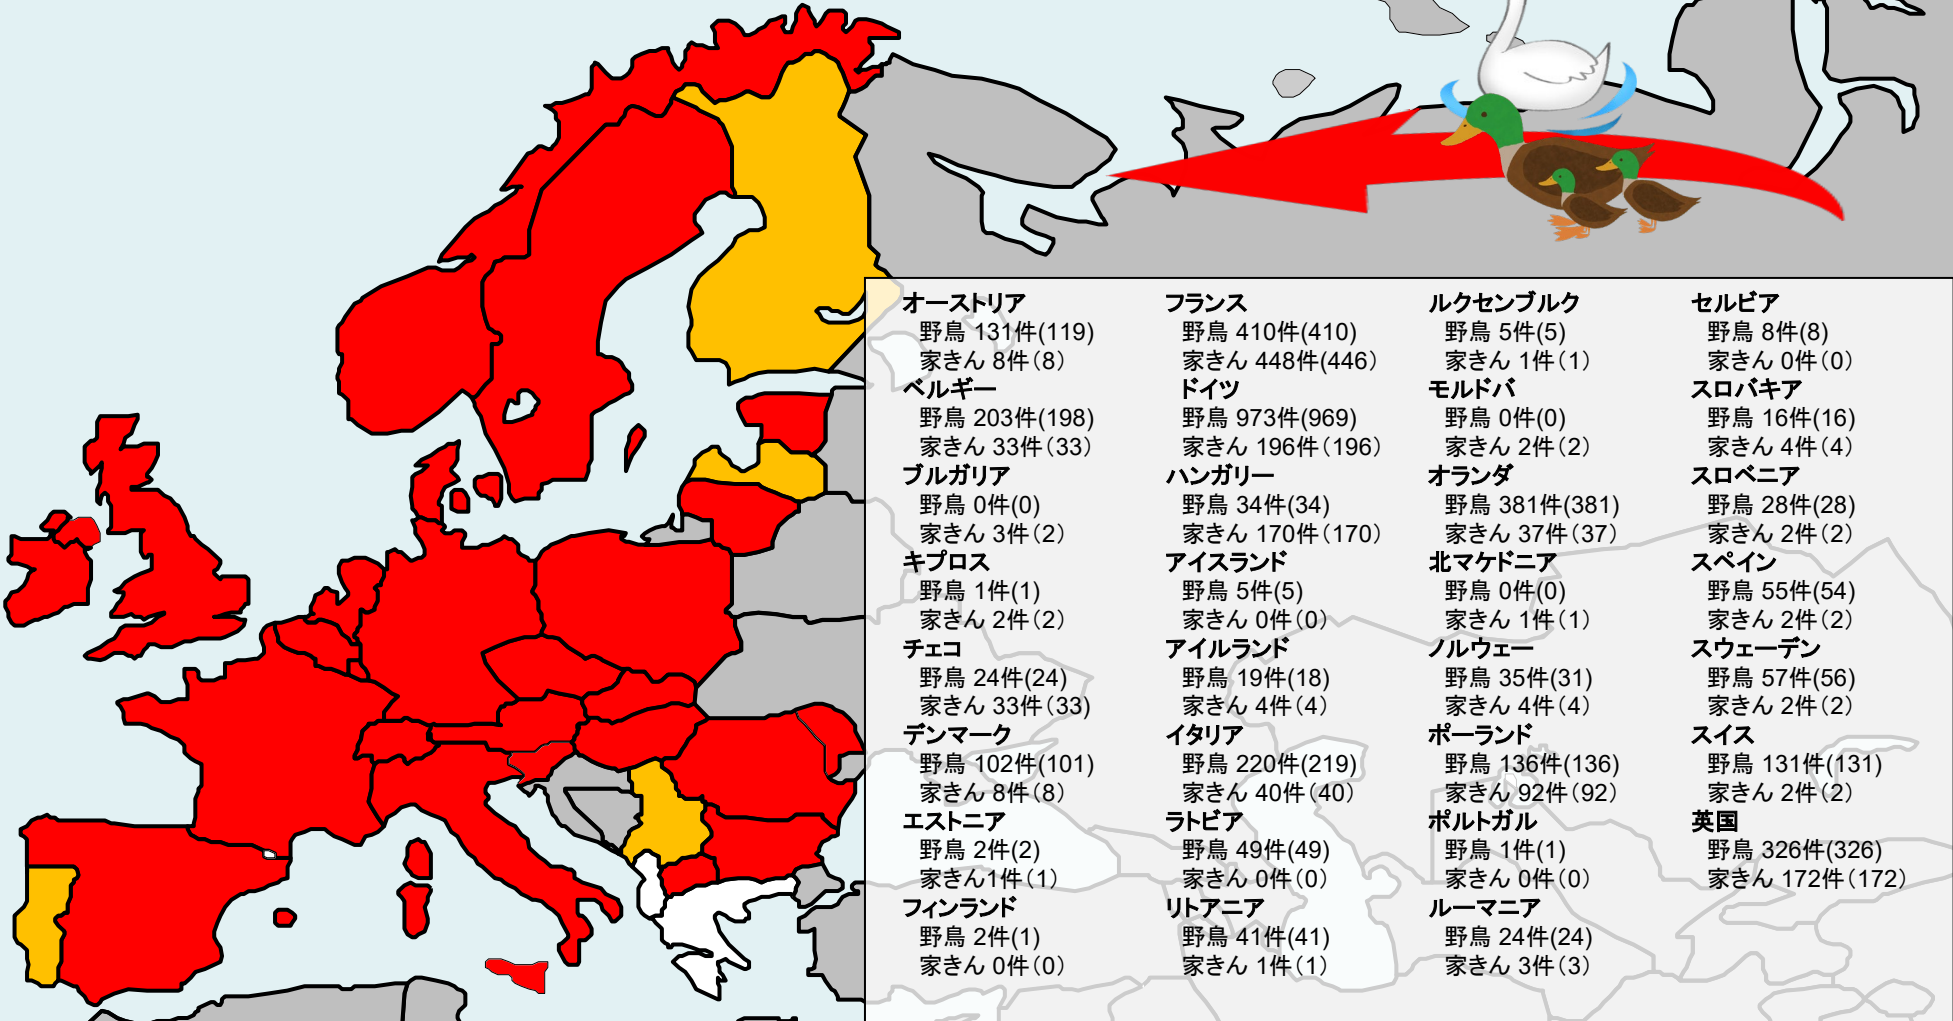 オーストリア
野鳥 131件(119)
家きん 8件（8）
ベルギー
野鳥 203件(198)
家きん 33件（33）
ブルガリア
野鳥 0件(0)
家きん 3件（2）
キプロス
野鳥 1件(1)
家きん 2件（2）
チェコ
野鳥 24件(24)
家きん 33件（33)
デンマーク
野鳥 102件(101)
家きん 8件（8）
エストニア
野鳥 2件(2)
家きん1件（1）
フィンランド
野鳥 2件(1)
家きん 0件（0）
フランス
野鳥 410件(410)
家きん 448件(446）
ドイツ
野鳥 973件(969)
家きん 196件（196）
ハンガリー
野鳥 34件(34)
家きん 170件（170）
アイスランド
野鳥 5件(5)
家きん 0件（0）
アイルランド
野鳥 19件(18)
家きん 4件（4）
イタリア
野鳥 220件(219)
家きん 40件（40）
ラトビア
野鳥 49件(49)
家きん 0件（0）
リトアニア
野鳥 41件(41)
家きん 1件（1）
ルクセンブルク
野鳥 5件(5)
家きん 1件（1）
モルドバ
野鳥 0件(0)
家きん 2件（2）
オランダ
野鳥 381件(381)
家きん 37件（37）
北マケドニア
野鳥 0件(0)
家きん 1件（1）
ノルウェー
野鳥 35件(31)
家きん 4件（4）
ポーランド
野鳥 136件(136)
家きん 92件（92）
ポルトガル
野鳥 1件(1)
家きん 0件（0）
ルーマニア
野鳥 24件(24)
家きん 3件（3）
セルビア
野鳥 8件(8)
家きん 0件（0）
スロバキア
野鳥 16件(16)
家きん 4件（4）
スロベニア
野鳥 28件(28)
家きん 2件（2）
スペイン
野鳥 55件(54)
家きん 2件（2）
スウェーデン
野鳥 57件(56)
家きん 2件（2）
スイス
野鳥 131件(131)
家きん 2件（2）
英国
野鳥 326件(326)
家きん 172件（172）